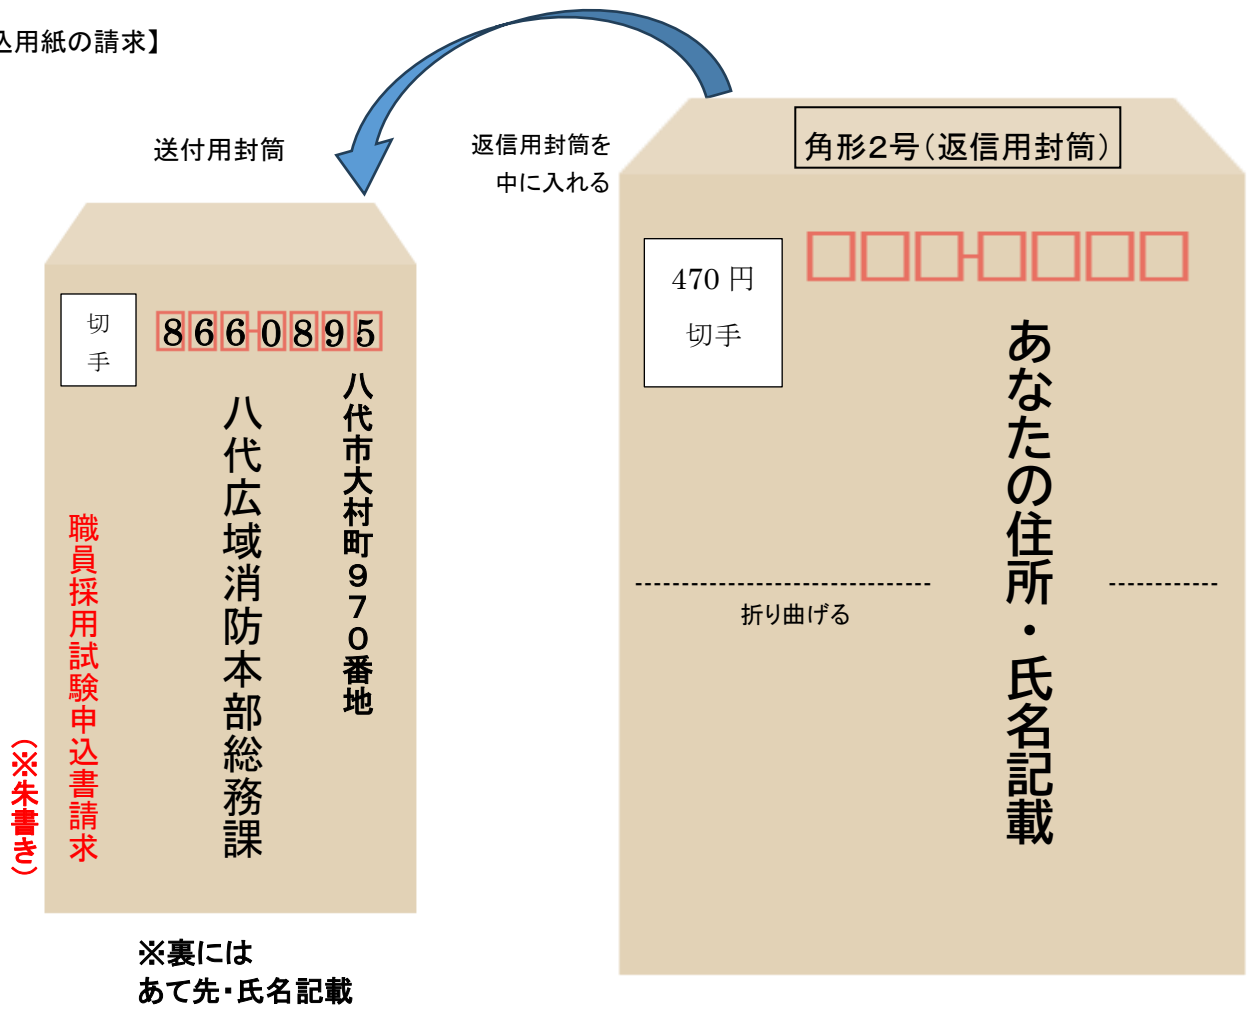 込用紙の請求】
送付用封筒
返信用封筒を
中に入れる
角形2号(返信用封筒)
切
手
866-0895
八代市大村町970番地
八代広域消防本部総務課
職員採用試験申込書請求
(※朱書き)
※裏には
あて先・氏名記載
470 円
切手
あなたの住所・氏名記載
折り曲げる